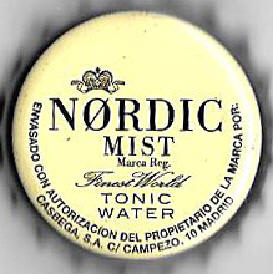 NØRDIC
MIST
Marca Reg.
Finest World
TONIC
WATER
ENVASADO CON AUTORIZACION DEL PROPIETARIO DE LA MARCA POR:
CASBEGA, S.A. C/ CAMPEZO, 10 MADRID